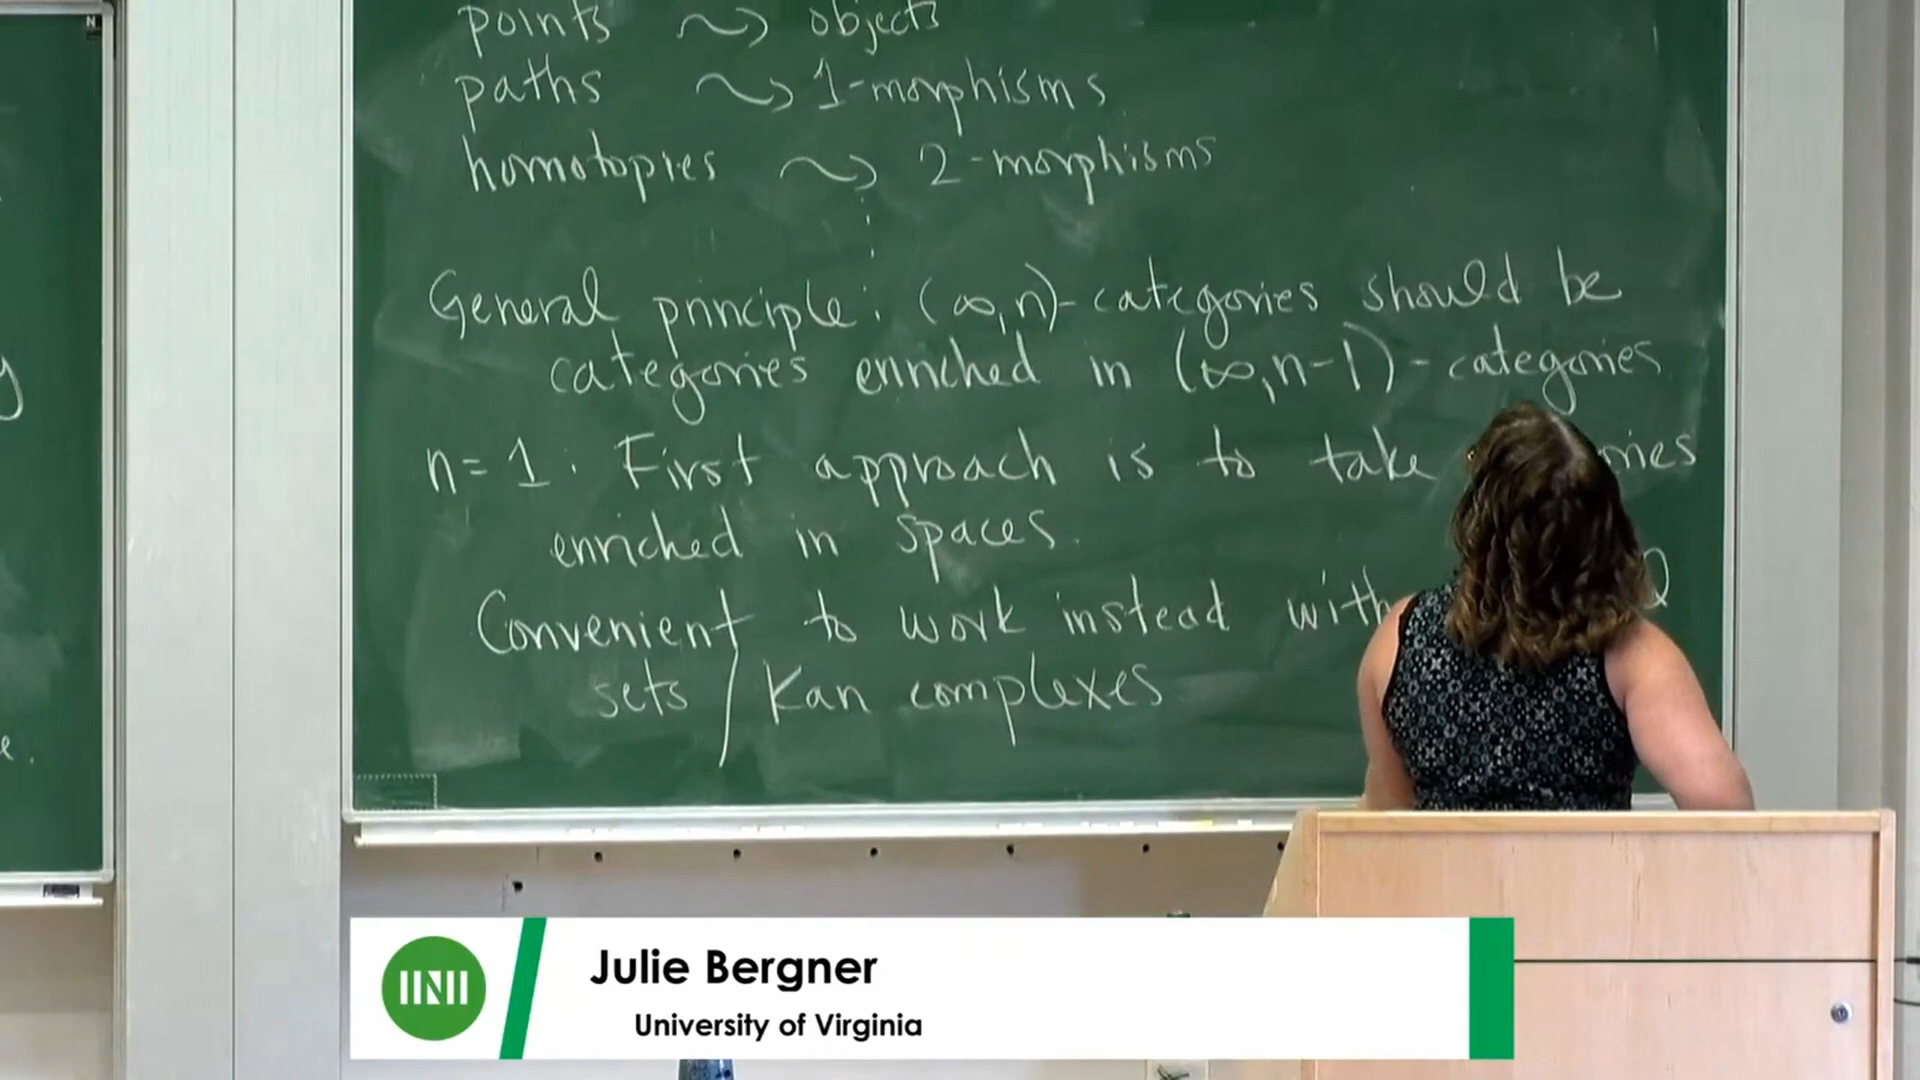 points ⤳ objects
paths ⤳ 1-morphisms
homotopies ⤳ 2-morphisms
⋮
General principle: (∞,n)-categories should be
categories enriched in (∞,n-1)-categories
n=1. First approach is to take
enriched in spaces.
Convenient to work instead with
sets / Kan complexes
Julie Bergner
University of Virginia